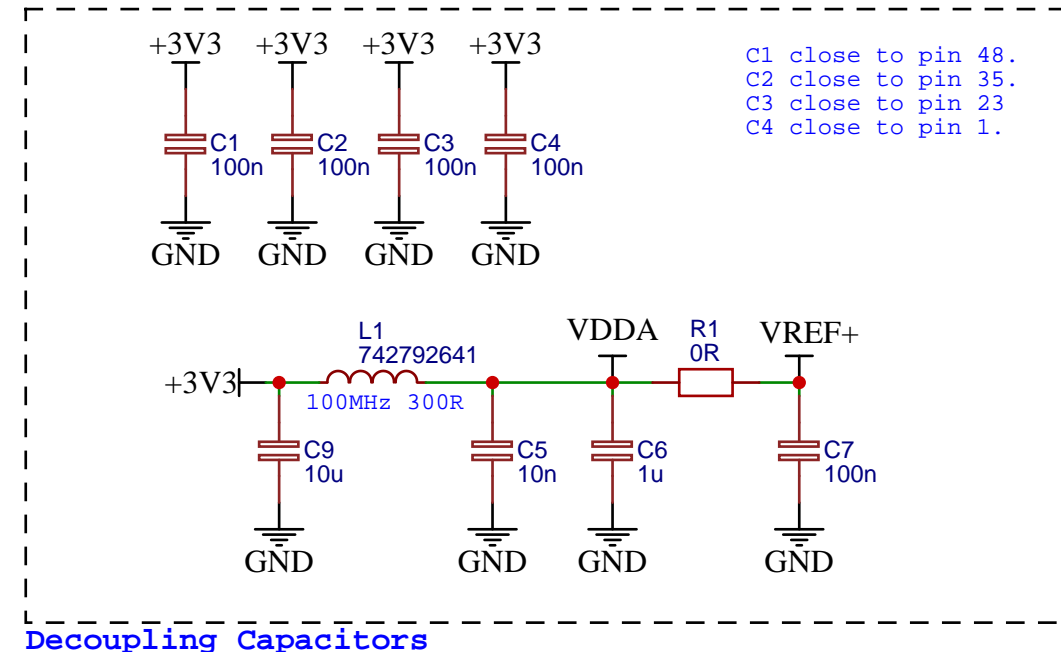 +3V3 +3V3 +3V3 +3V3
C1 close to pin 48.
C2 close to pin 35.
C3 close to pin 23
C4 close to pin 1.
C1 C2 C3 C4
100n 100n 100n 100n
GND GND GND GND
L1 VDDA R1 VREF+
742792641 0R
+3V3
100MHz 300R
C9 C5 C6 C7
10u 10n 1u 100n
GND GND GND GND
Decoupling Capacitors